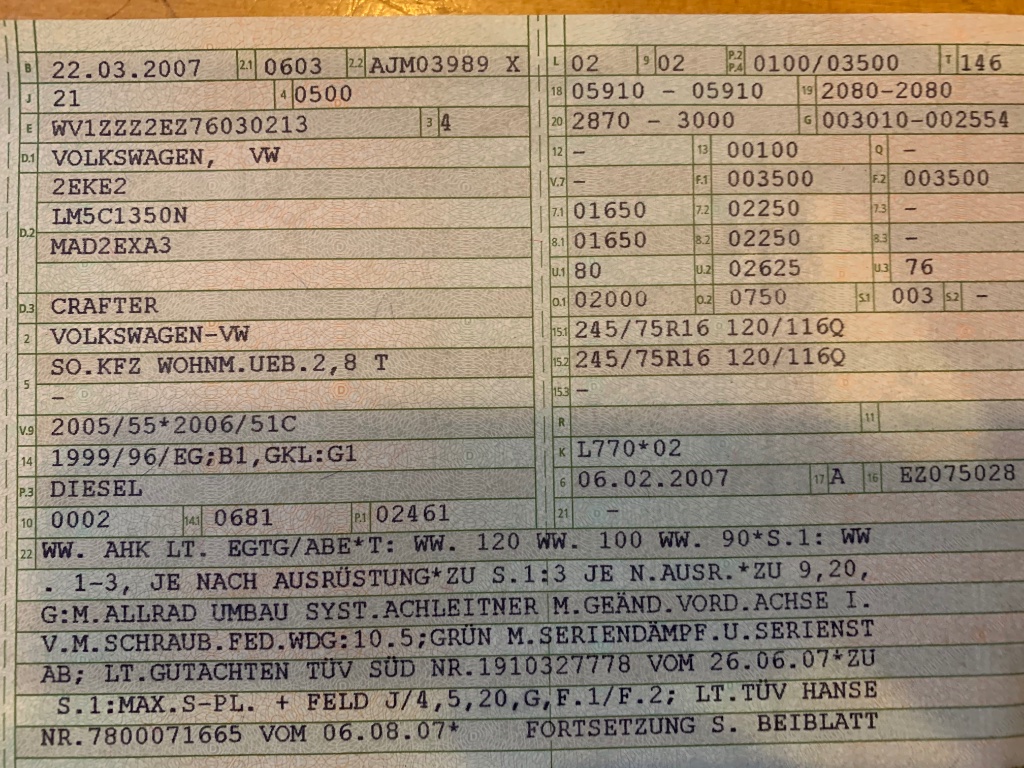 B 22.03.2007 2.1 0603 2.2 AJM03989 X
J 21 4 0500
E WV1ZZZ2EZ76030213 3 4
D.1 VOLKSWAGEN, VW
2EKE2
D.2 LM5C1350N
MAD2EXA3
D.3 CRAFTER
2 VOLKSWAGEN-VW
5 SO.KFZ WOHNM.UEB.2,8 T
–
V.9 2005/55*2006/51C
14 1999/96/EG;B1,GKL:G1
P.3 DIESEL
10 0002 14.1 0681 P.1 02461
L 02 9 02 P.2 P.4 0100/03500 T 146
18 05910 – 05910 19 2080–2080
20 2870 – 3000 G 003010–002554
12 – 13 00100 Q –
V.7 – F.1 003500 F.2 003500
7.1 01650 7.2 02250 7.3 –
8.1 01650 8.2 02250 8.3 –
U.1 80 U.2 02625 U.3 76
O.1 02000 O.2 0750 S.1 003 S.2 –
15.1 245/75R16 120/116Q
15.2 245/75R16 120/116Q
15.3 –
R 11
K L770*02
6 06.02.2007 17 A 16 EZ075028
21 –
22 WW. AHK LT. EGTG/ABE*T: WW. 120 WW. 100 WW. 90*S.1: WW
. 1-3, JE NACH AUSRÜSTUNG*ZU S.1:3 JE N.AUSR.*ZU 9,20,
G:M.ALLRAD UMBAU SYST.ACHLEITNER M.GEÄND.VORD.ACHSE I.
V.M.SCHRAUB.FED.WDG:10.5;GRÜN M.SERIENDÄMPF.U.SERIENST
AB; LT.GUTACHTEN TÜV SÜD NR.1910327778 VOM 26.06.07*ZU
S.1:MAX.S-PL. + FELD J/4,5,20,G,F.1/F.2; LT.TÜV HANSE
NR.7800071665 VOM 06.08.07* FORTSETZUNG S. BEIBLATT